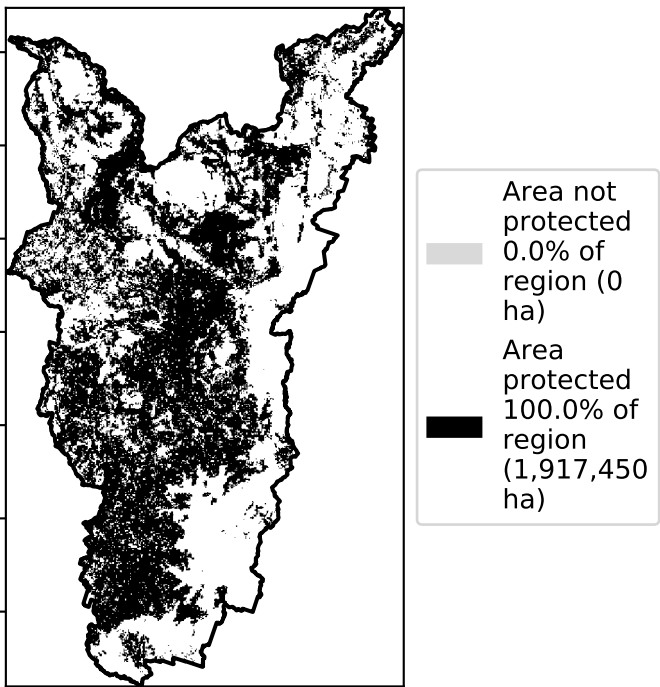 Area not
protected
0.0% of
region (0
ha)
Area
protected
100.0% of
region
(1,917,450
ha)